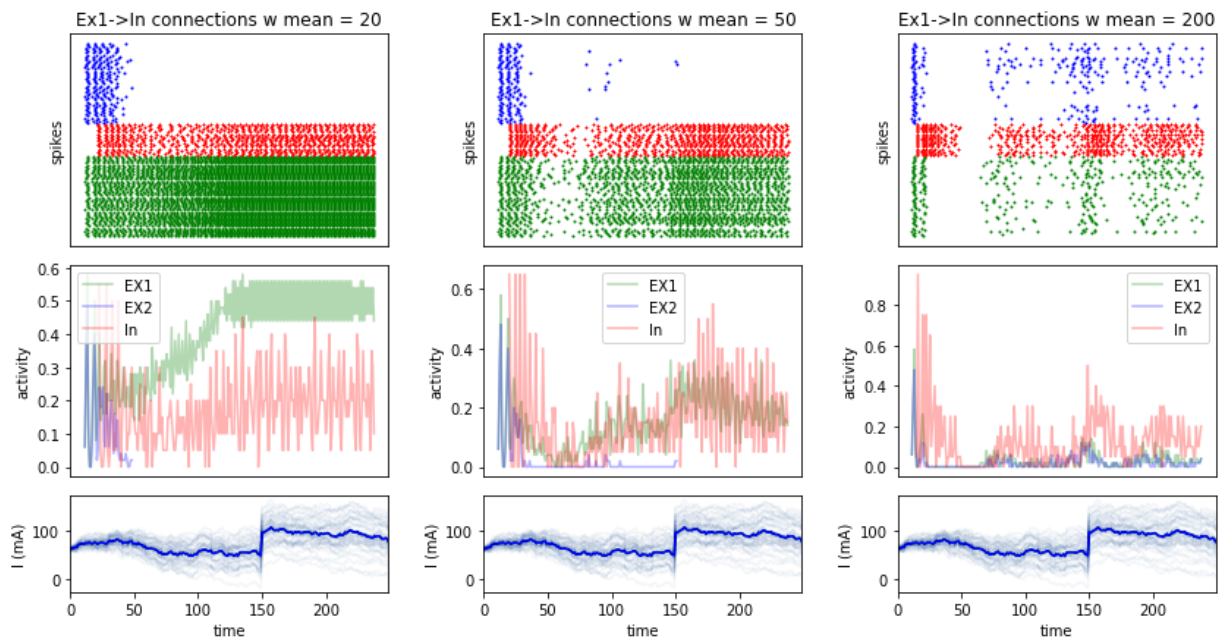 Ex1->In connections w mean = 20
spikes
0.6
0.5
0.4
0.3
0.2
0.1
0.0
activity
EX1
EX2
In
100
0
I (mA)
0 50 100 150 200
time
Ex1->In connections w mean = 50
spikes
0.6
0.4
0.2
0.0
activity
EX1
EX2
In
100
0
I (mA)
0 50 100 150 200
time
Ex1->In connections w mean = 200
spikes
0.8
0.6
0.4
0.2
0.0
activity
EX1
EX2
In
100
0
I (mA)
0 50 100 150 200
time